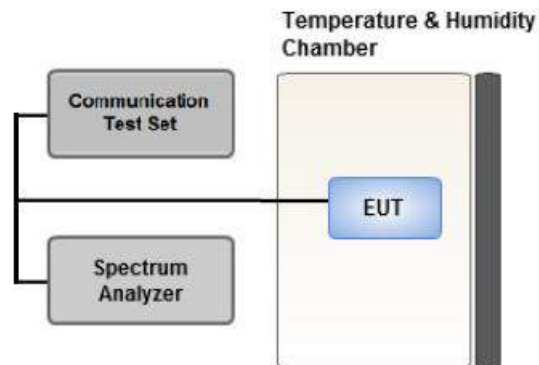 Temperature & Humidity
Chamber
Communication
Test Set
EUT
Spectrum
Analyzer